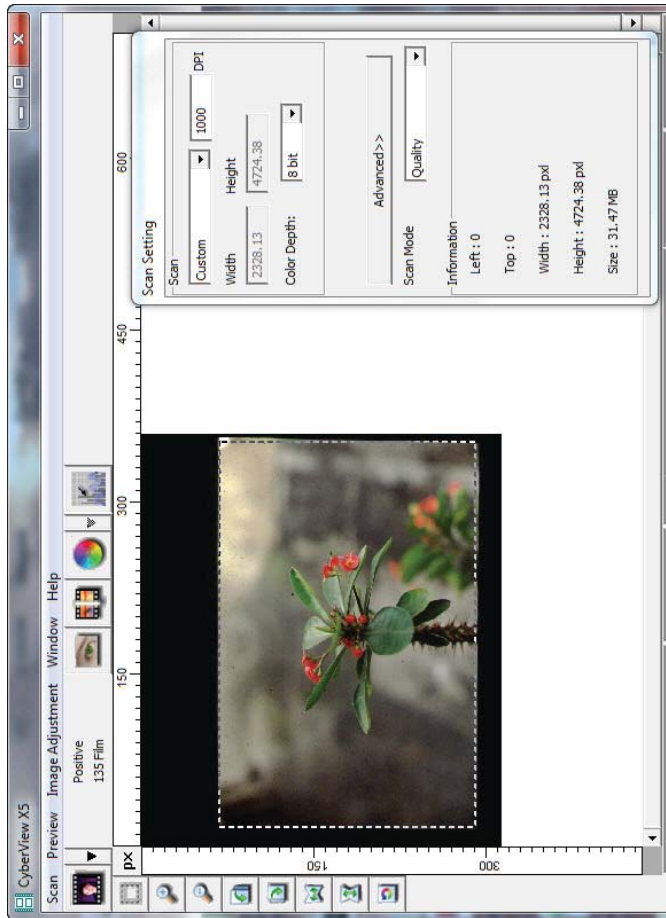 CyberView X5
Scan Preview Image Adjustment Window Help
Positive
135 Film
px
150
300
450
600
150
300
Scan Setting
Scan
Custom
1000
DPI
Width
Height
2328.13
4724.38
Color Depth:
8 bit
Advanced>>
Scan Mode
Quality
Information
Left : 0
Top : 0
Width : 2328.13 pxl
Height : 4724.38 pxl
Size : 31.47 MB